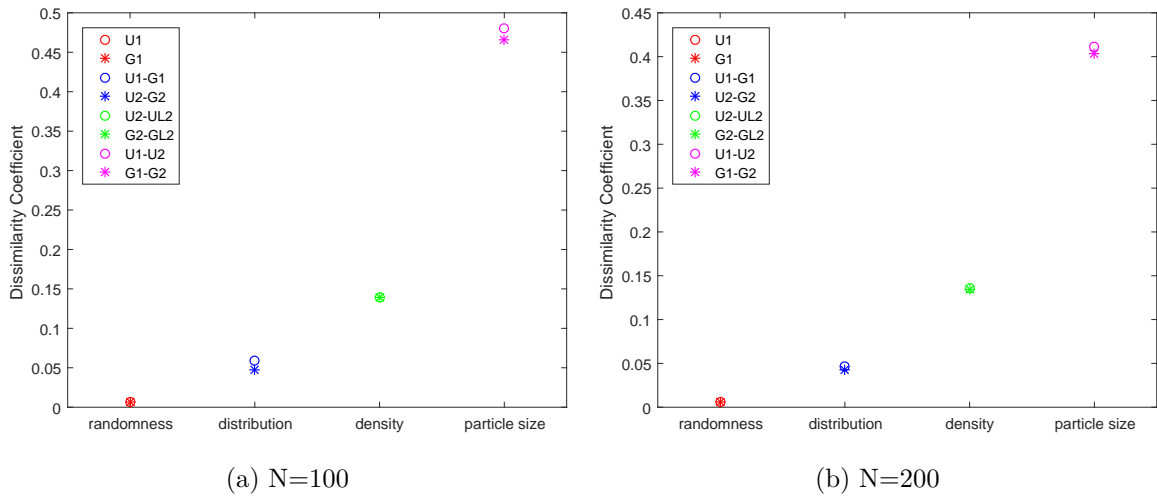 0.5
0.45
0.4
0.35
0.3
0.25
0.2
0.15
0.1
0.05
0
Dissimilarity Coefficient
U1
G1
U1-G1
U2-G2
U2-UL2
G2-GL2
U1-U2
G1-G2
randomness distribution density particle size
(a) N=100
0.45
0.4
0.35
0.3
0.25
0.2
0.15
0.1
0.05
0
Dissimilarity Coefficient
U1
G1
U1-G1
U2-G2
U2-UL2
G2-GL2
U1-U2
G1-G2
randomness distribution density particle size
(b) N=200